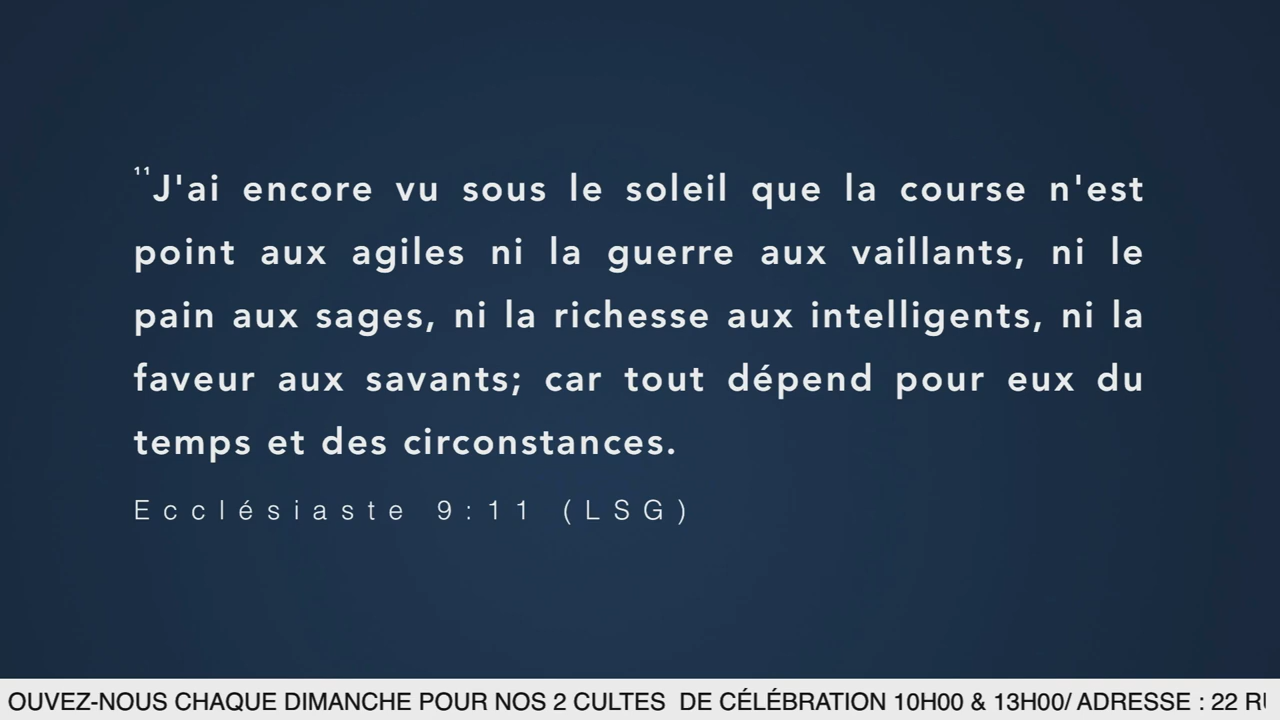 ¹¹J'ai encore vu sous le soleil que la course n'est
point aux agiles ni la guerre aux vaillants, ni le
pain aux sages, ni la richesse aux intelligents, ni la
faveur aux savants; car tout dépend pour eux du
temps et des circonstances.
Ecclésiaste 9:11 (LSG)
OUVEZ-NOUS CHAQUE DIMANCHE POUR NOS 2 CULTES DE CÉLÉBRATION 10H00 & 13H00/ ADRESSE : 22